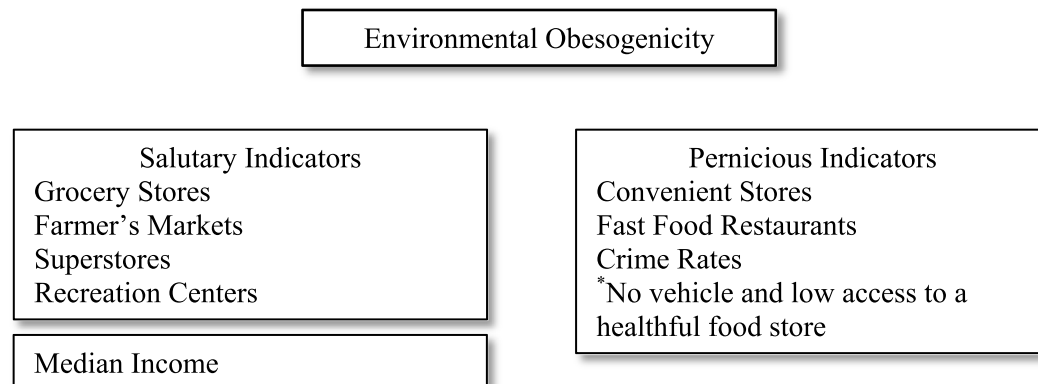 Environmental Obesogenicity
Salutary Indicators
Grocery Stores
Farmer’s Markets
Superstores
Recreation Centers
Median Income
Pernicious Indicators
Convenient Stores
Fast Food Restaurants
Crime Rates
*No vehicle and low access to a
healthful food store